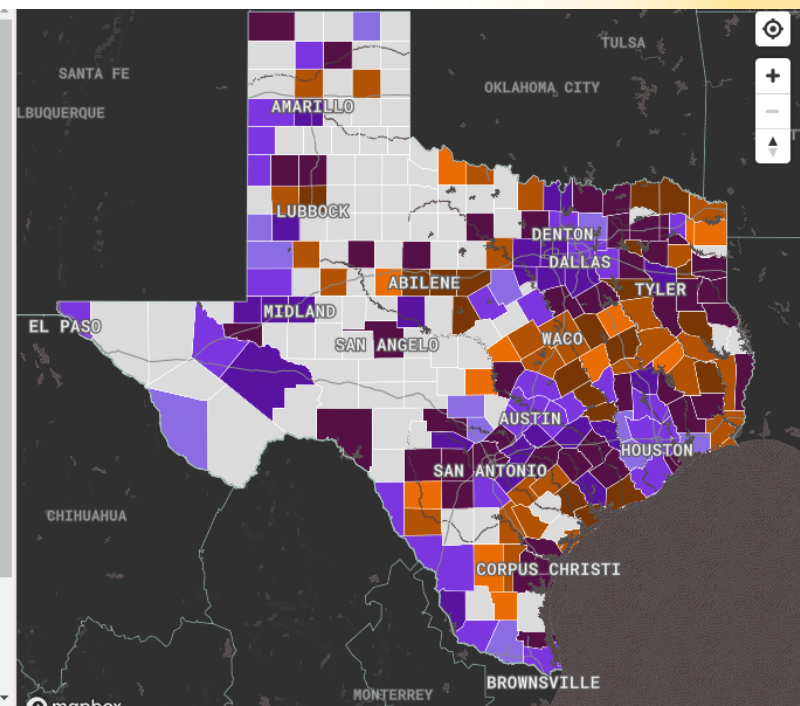 TULSA
SANTA FE
OKLAHOMA CITY
LBUQUERQUE
AMARILLO
LUBBOCK
DENTON
DALLAS
ABILENE
TYLER
MIDLAND
EL PASO
WACO
SAN ANGELO
AUSTIN
HOUSTON
SAN ANTONIO
CHIHUAHUA
CORPUS CHRISTI
BROWNSVILLE
MONTERREY
mapbox